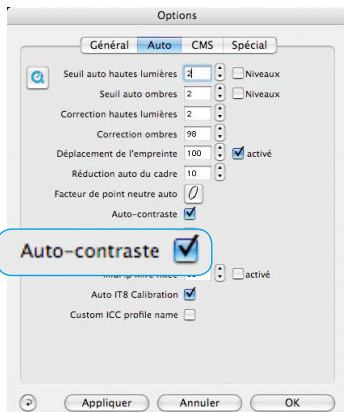 Options
Général Auto CMS Spécial
Seuil auto hautes lumières 2 Niveaux
Seuil auto ombres 2 Niveaux
Correction hautes lumières 2
Correction ombres 98
Déplacement de l'empreinte 100 activé
Réduction auto du cadre 10
Facteur de point neutre auto
Auto-contraste
Auto-contraste
activé
Auto IT8 Calibration
Custom ICC profile name
Appliquer Annuler OK